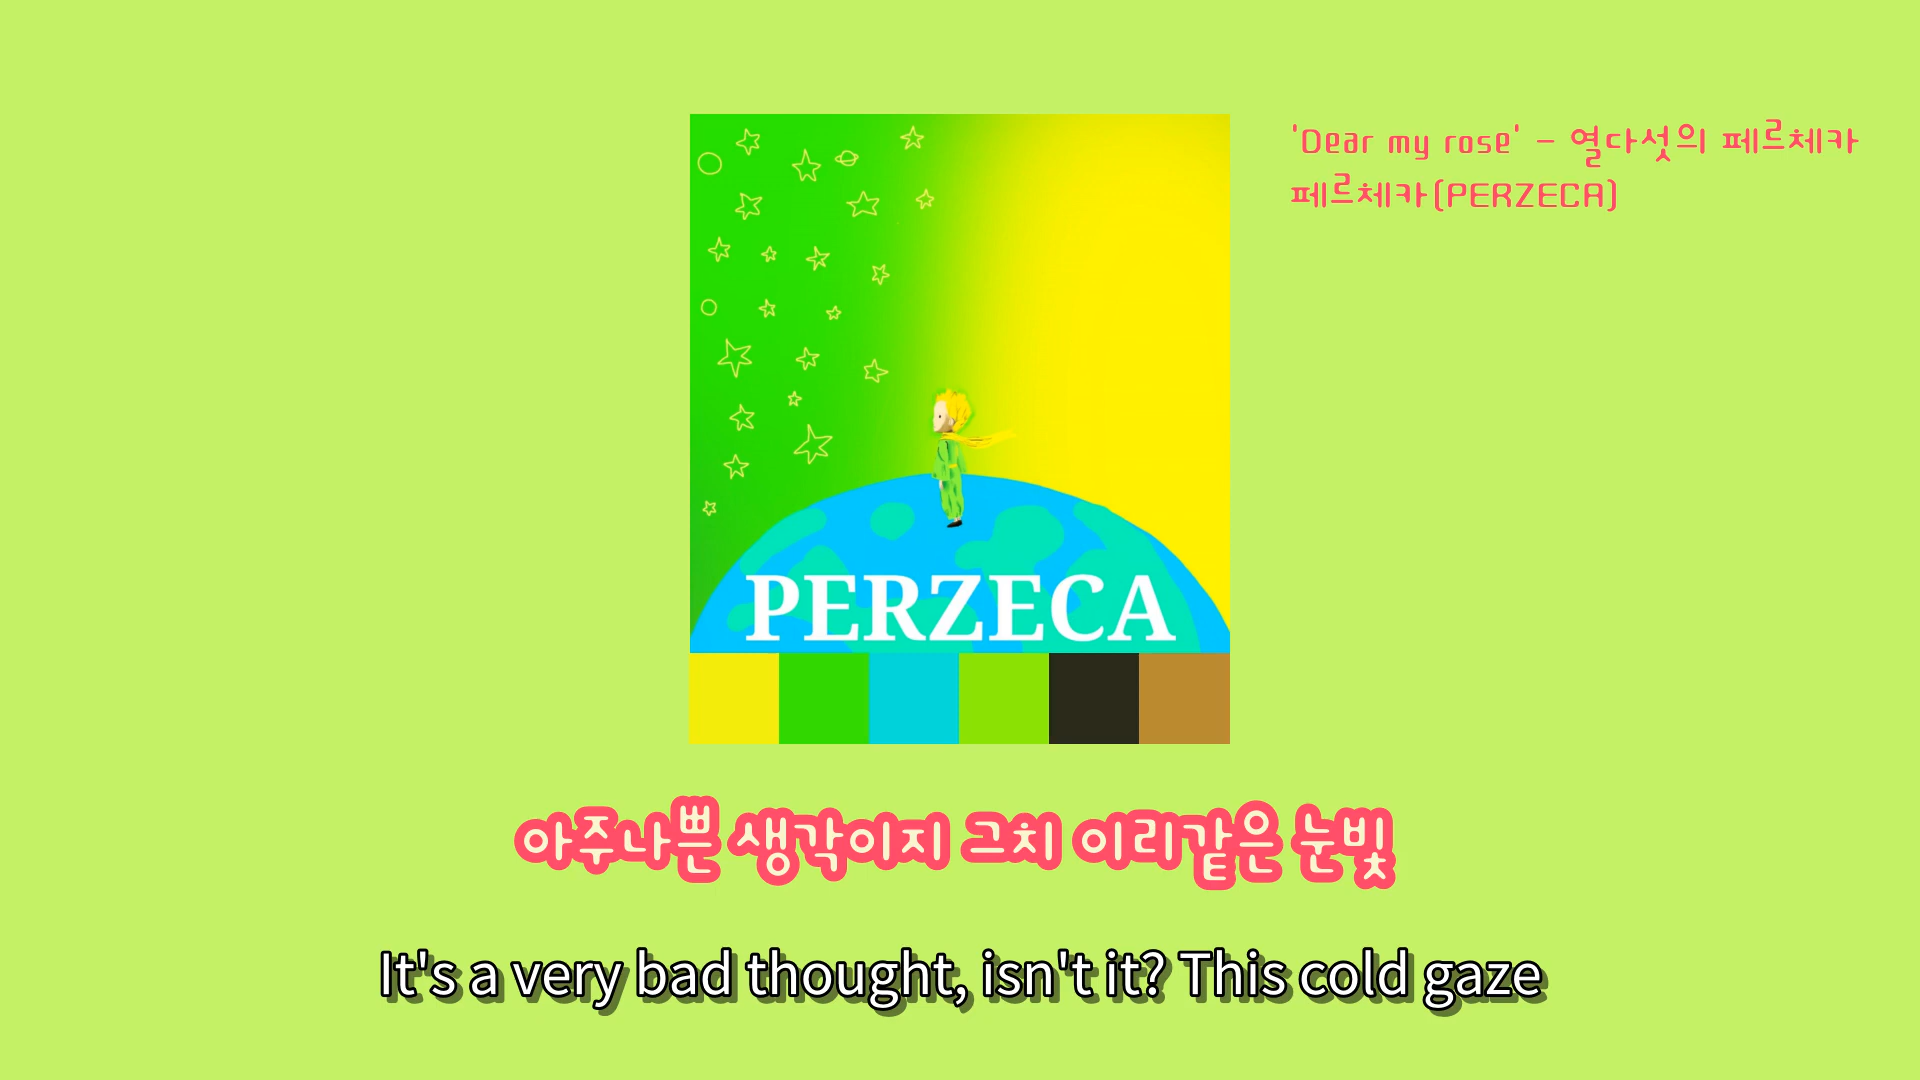 'Dear my rose' - 열다섯의 페르체카
페르체카(PERZECA)
PERZECA
아주나쁜 생각이지 그치 이리같은 눈빛
It's a very bad thought, isn't it? This cold gaze